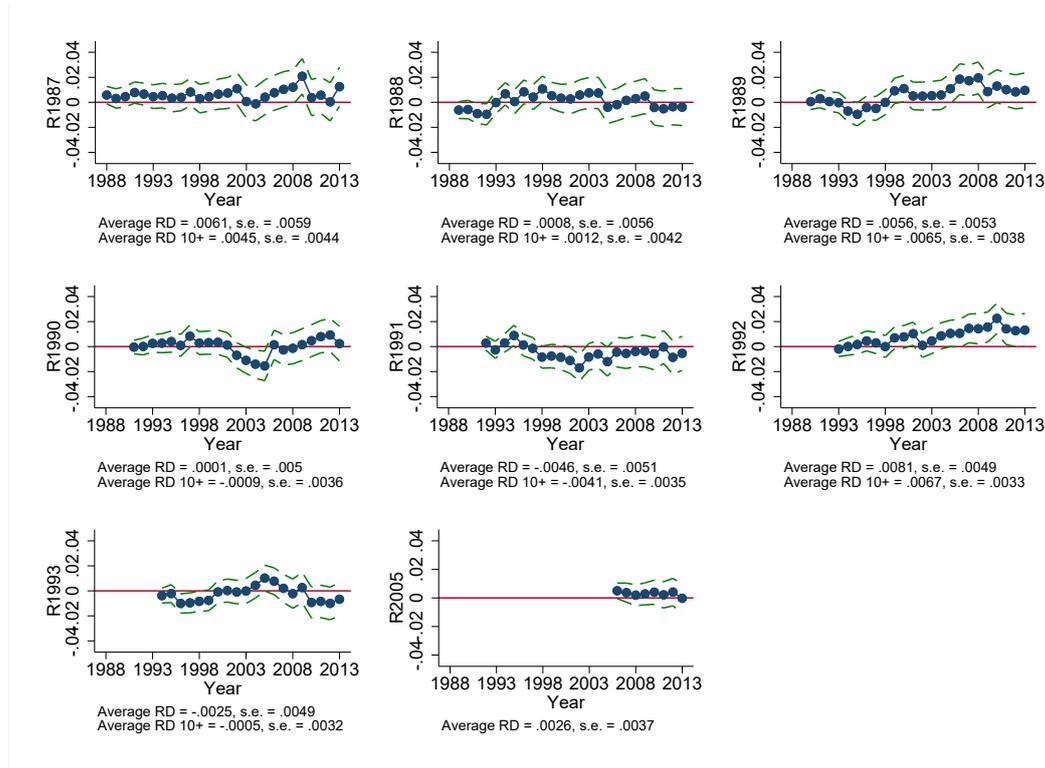 R1987
-.04-.02 0 .02.04
1988 1993 1998 2003 2008 2013
Year
Average RD = .0061, s.e. = .0059
Average RD 10+ = .0045, s.e. = .0044
R1988
-.04-.02 0 .02.04
1988 1993 1998 2003 2008 2013
Year
Average RD = .0008, s.e. = .0056
Average RD 10+ = .0012, s.e. = .0042
R1989
-.04-.02 0 .02.04
1988 1993 1998 2003 2008 2013
Year
Average RD = .0056, s.e. = .0053
Average RD 10+ = .0065, s.e. = .0038
R1990
-.04-.02 0 .02.04
1988 1993 1998 2003 2008 2013
Year
Average RD = .0001, s.e. = .005
Average RD 10+ = -.0009, s.e. = .0036
R1991
-.04-.02 0 .02.04
1988 1993 1998 2003 2008 2013
Year
Average RD = -.0046, s.e. = .0051
Average RD 10+ = -.0041, s.e. = .0035
R1992
-.04-.02 0 .02.04
1988 1993 1998 2003 2008 2013
Year
Average RD = .0081, s.e. = .0049
Average RD 10+ = .0067, s.e. = .0033
R1993
-.04-.02 0 .02.04
1988 1993 1998 2003 2008 2013
Year
Average RD = -.0025, s.e. = .0049
Average RD 10+ = -.0005, s.e. = .0032
R2005
-.04-.02 0 .02.04
1988 1993 1998 2003 2008 2013
Year
Average RD = .0026, s.e. = .0037